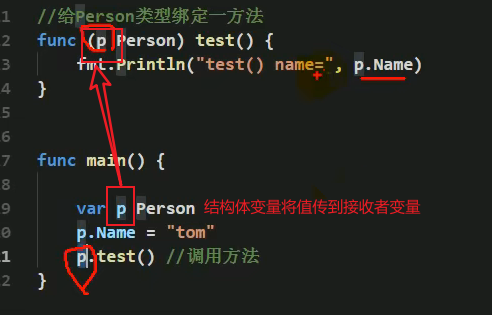 1 //给Person类型绑定一方法
2 func (p Person) test() {
3 fmt.Println("test() name=", p.Name)
4 }
5
6
7 func main() {
8
9 var p Person 结构体变量将值传到接收者变量
0 p.Name = "tom"
1 p.test() //调用方法
2 }